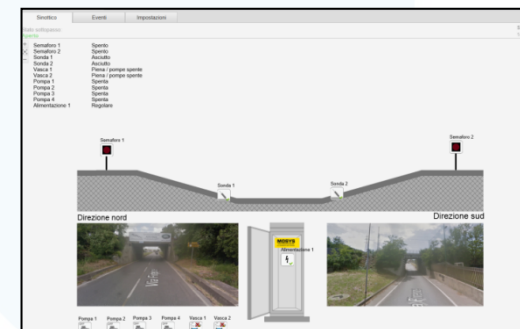 Sinottico Eventi Impostazioni
Stato sottopasso:
Spento
Semaforo 1 Spento
Semaforo 2 Spento
Sonda 1 Asciutto
Sonda 2 Asciutto
Vasca 1 Piena / pompe spente
Vasca 2 Piena / pompe spente
Pompa 1 Spenta
Pompa 2 Spenta
Pompa 3 Spenta
Pompa 4 Spenta
Alimentazione 1 Regolare
Semaforo 1 Semaforo 2
Sonda 1 Sonda 2
Direzione nord Direzione sud
MOSYS
Alimentazione 1
Pompa 1 Pompa 2 Pompa 3 Pompa 4 Vasca 1 Vasca 2